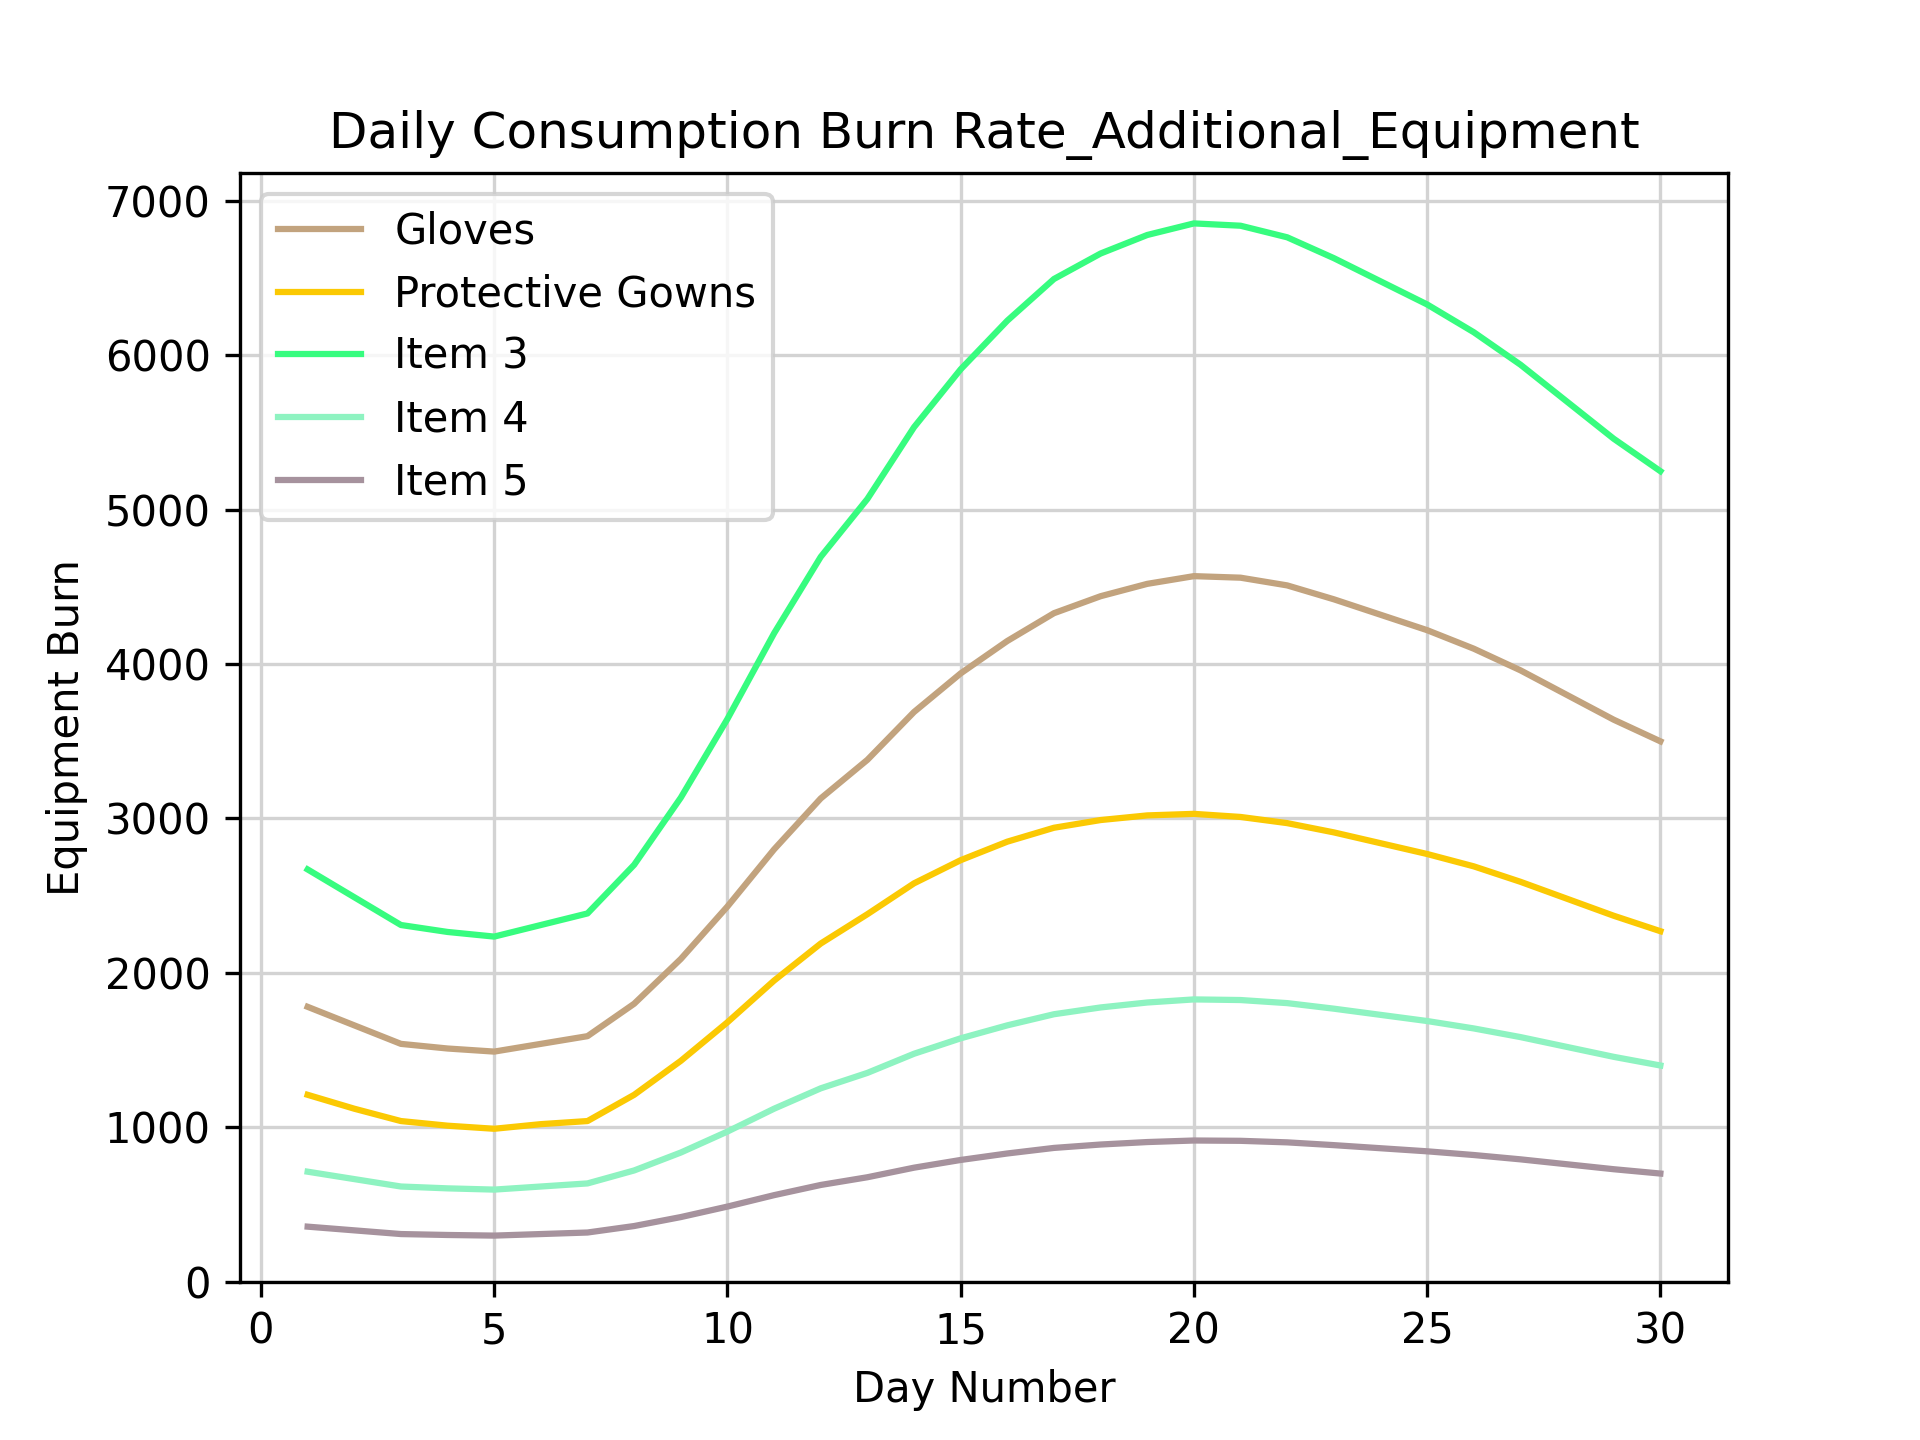 Daily Consumption Burn Rate_Additional_Equipment
7000
6000
5000
4000
3000
2000
1000
0
Equipment Burn
Gloves
Protective Gowns
Item 3
Item 4
Item 5
0 5 10 15 20 25 30
Day Number